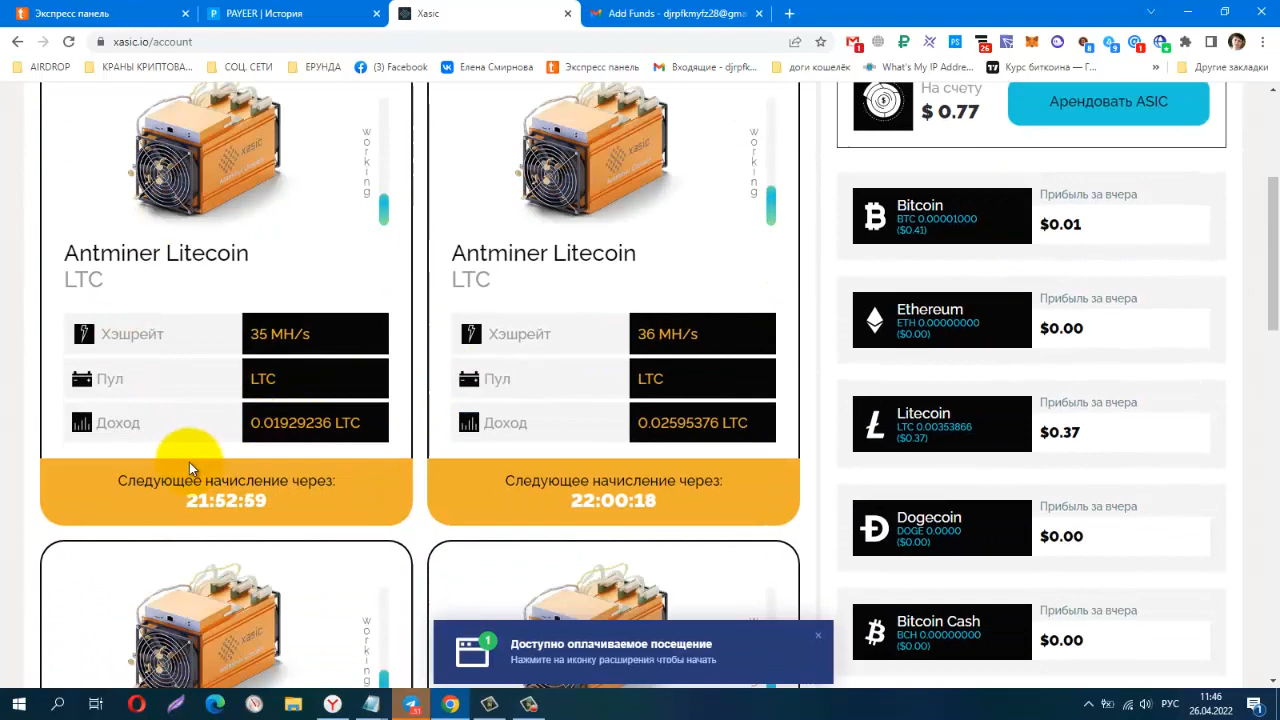 Экспресс панель
PAYEER | История
Xasic
Add Funds - djrpfkmyfz28@gma
xasic.io/account
AIRDROP
КРАНЫ КРИПТОВА...
СОЦ. СЕТИ
ЕРУНДА
(3) Facebook
Елена Смирнова
Экспресс панель
Входящие - djrpfk...
доги кошелёк
What's My IP Addre...
Курс биткоина — Г...
»
Другие закладки
working
working
Antminer Litecoin
LTC
Хэшрейт
35 MH/s
Пул
LTC
Доход
0.01929236 LTC
Следующее начисление через:
21:52:59
Antminer Litecoin
LTC
Хэшрейт
36 MH/s
Пул
LTC
Доход
0.02595376 LTC
Следующее начисление через:
22:00:18
work
На счету
$ 0.77
Арендовать ASIC
Bitcoin
BTC 0.00001000
($0.41)
Прибыль за вчера
$0.01
Ethereum
ETH 0.00000000
($0.00)
Прибыль за вчера
$0.00
Litecoin
LTC 0.00353866
($0.37)
Прибыль за вчера
$0.37
Dogecoin
DOGE 0.0000
($0.00)
Прибыль за вчера
$0.00
Bitcoin Cash
BCH 0.00000000
($0.00)
Прибыль за вчера
$0.00
1
Доступно оплачиваемое посещение
Нажмите на иконку расширения чтобы начать
РУС
11:46
26.04.2022